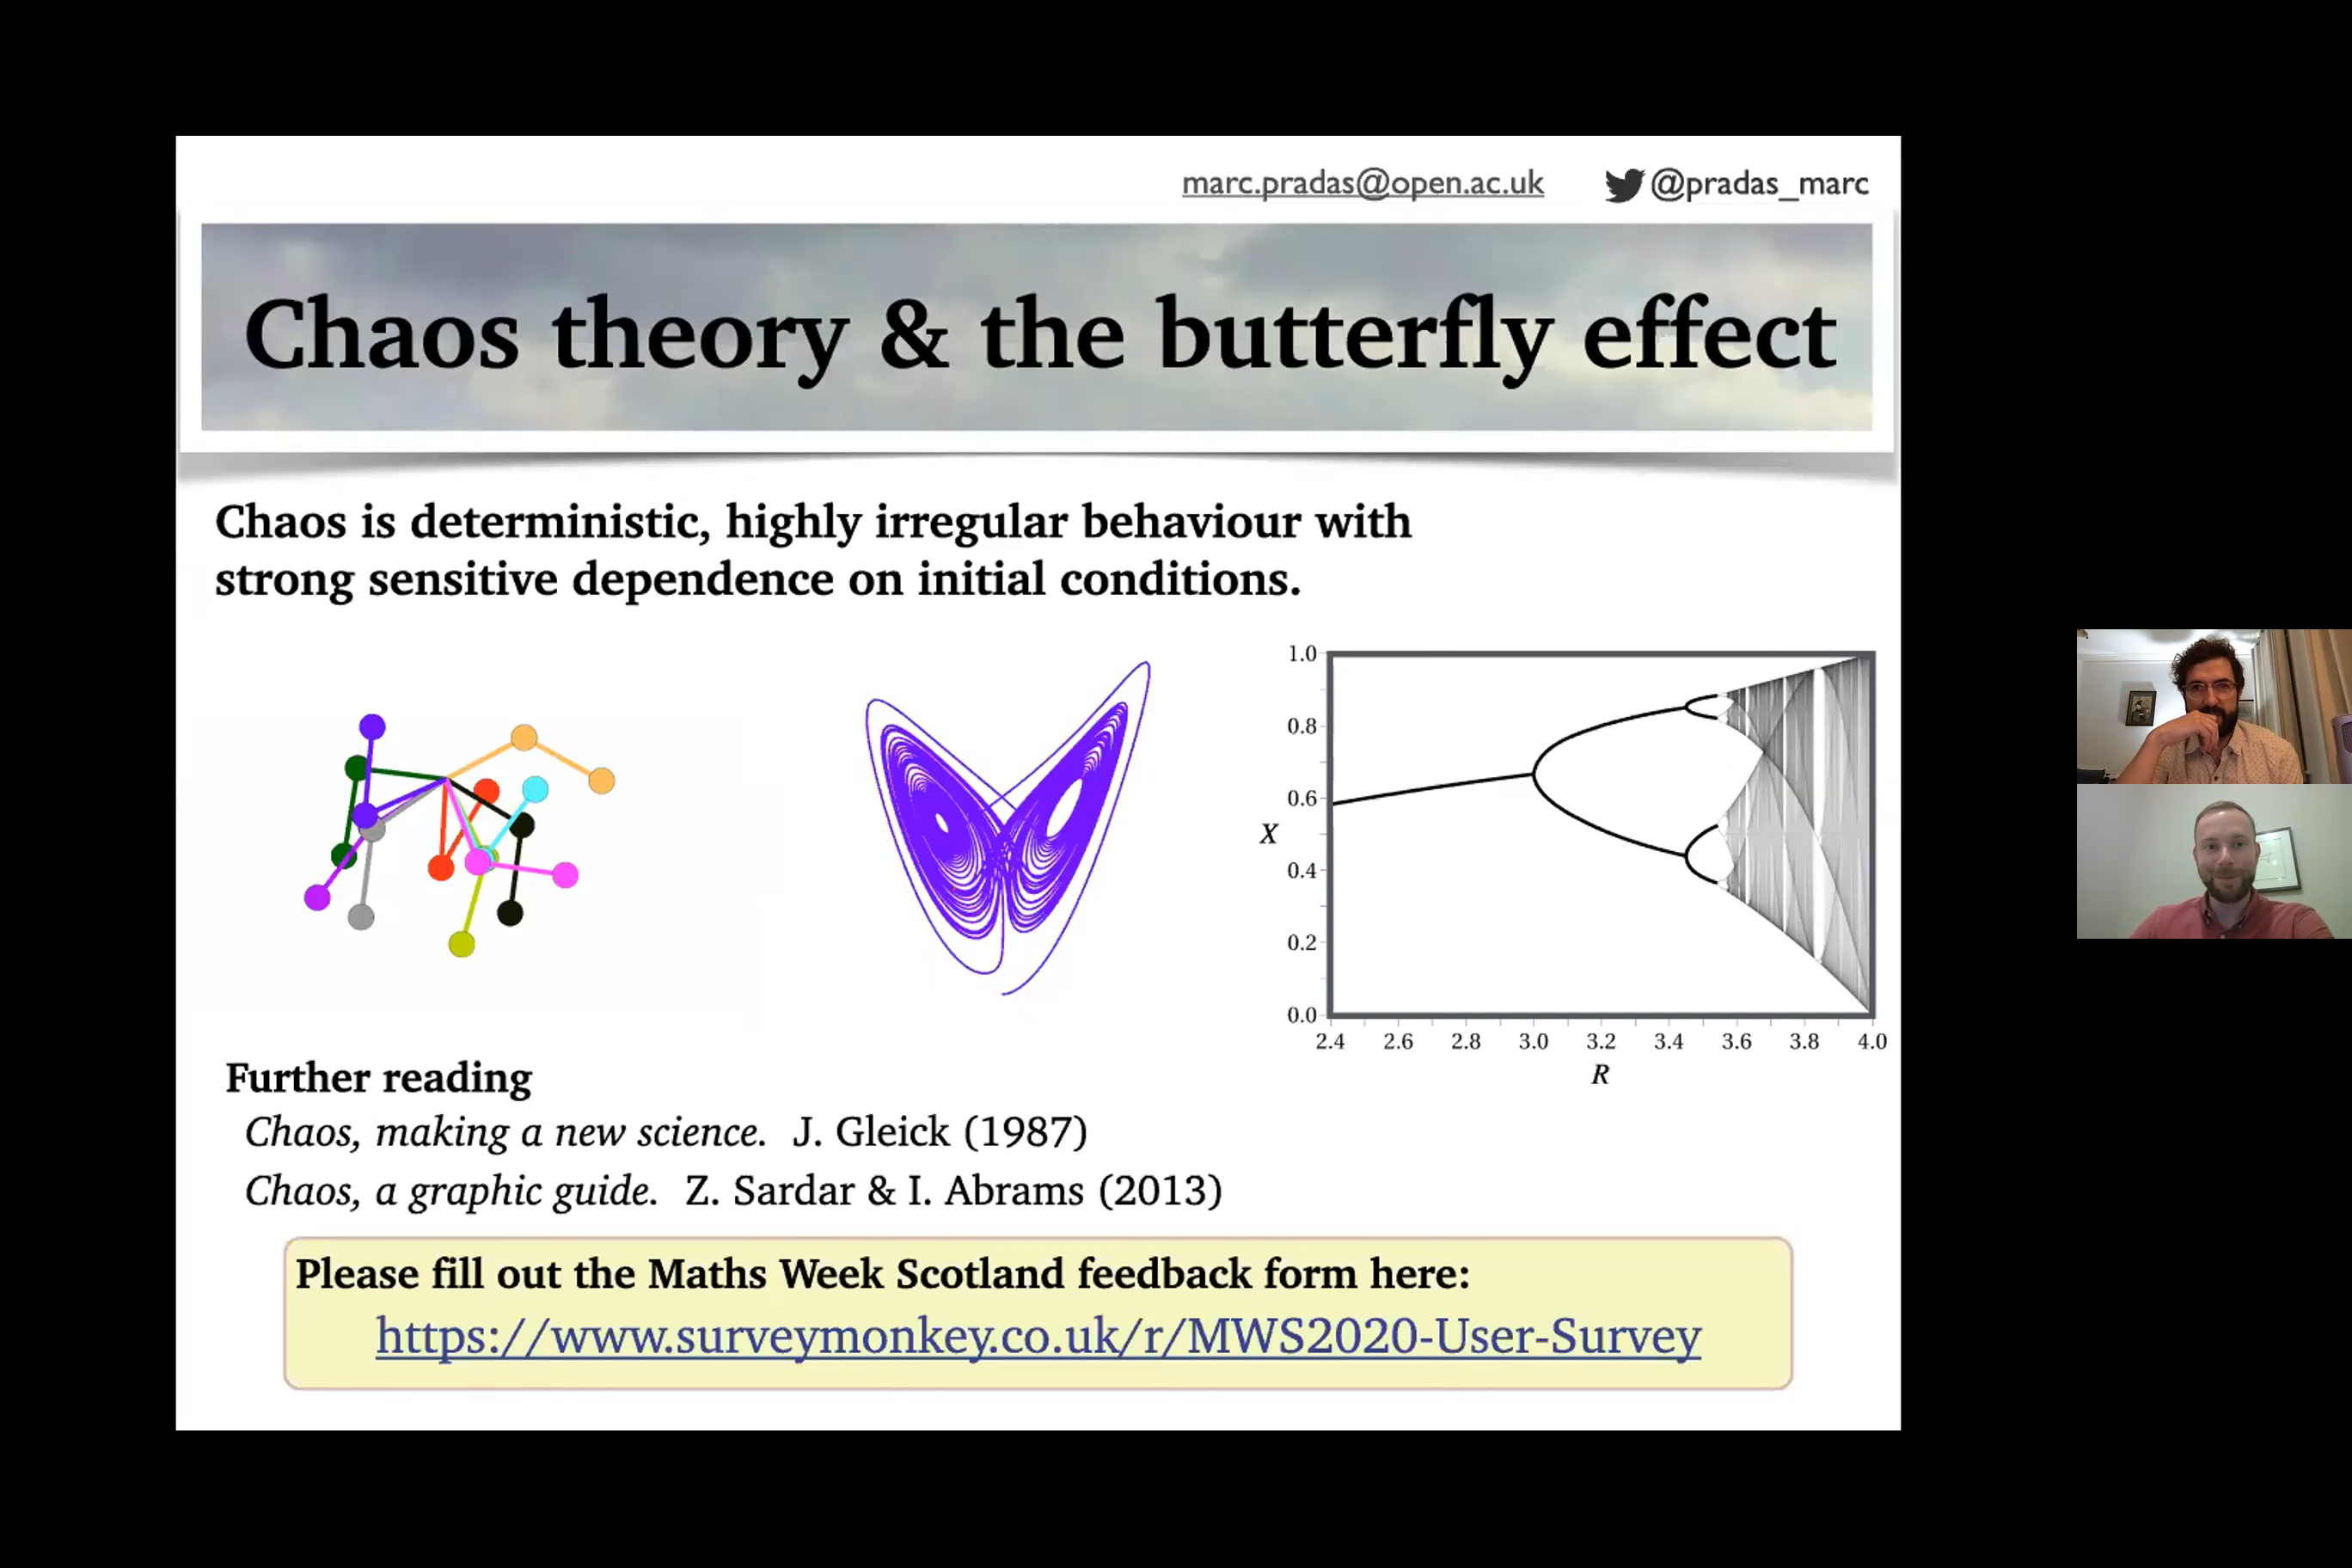 marc.pradas@open.ac.uk @pradas_marc
Chaos theory & the butterfly effect
Chaos is deterministic, highly irregular behaviour with
strong sensitive dependence on initial conditions.
1.0
0.8
0.6
X
0.4
0.2
0.0
2.4 2.6 2.8 3.0 3.2 3.4 3.6 3.8 4.0
R
Further reading
Chaos, making a new science. J. Gleick (1987)
Chaos, a graphic guide. Z. Sardar & I. Abrams (2013)
Please fill out the Maths Week Scotland feedback form here:
https://www.surveymonkey.co.uk/r/MWS2020-User-Survey